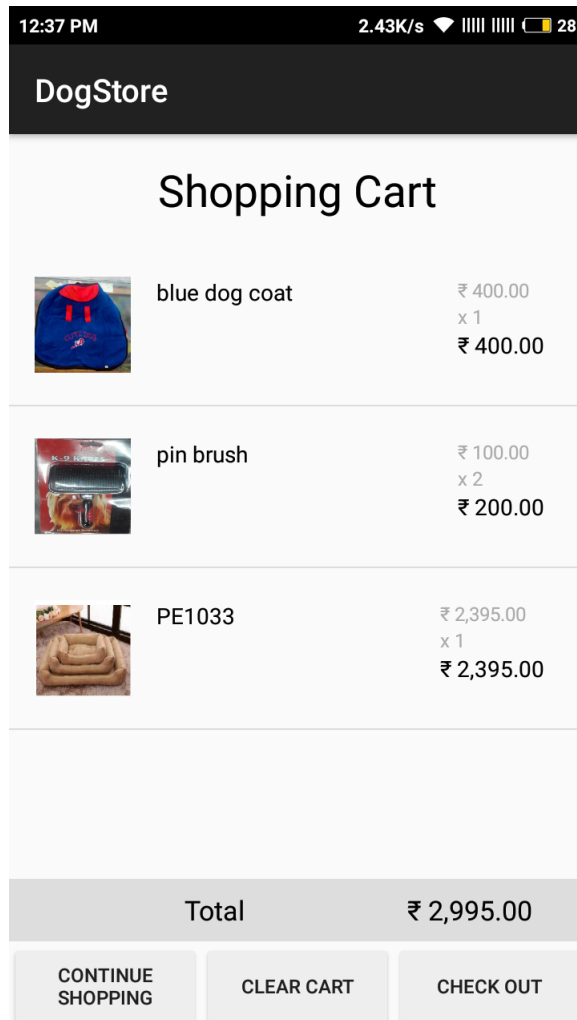 12:37 PM 2.43K/s 28
DogStore
Shopping Cart
blue dog coat
₹ 400.00
x 1
₹ 400.00
K-9
pin brush
₹ 100.00
x 2
₹ 200.00
PE1033
₹ 2,395.00
x 1
₹ 2,395.00
Total ₹ 2,995.00
CONTINUE
SHOPPING
CLEAR CART
CHECK OUT